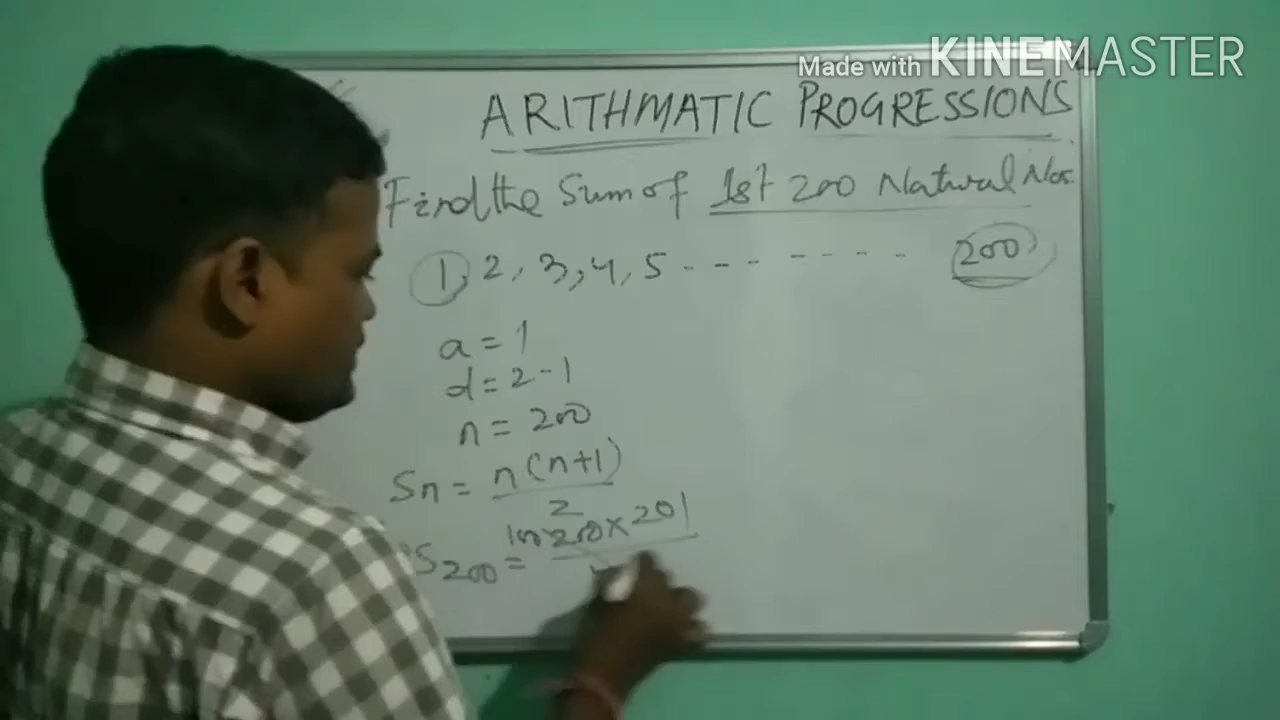 Made with KINEMASTER
ARITHMATIC PROGRESSIONS
Find the Sum of 1st 200 Natural Nos.
1, 2, 3, 4, 5 - - - - - - - 200
a = 1
d = 2 - 1
n = 200
Sn = n(n+1)
2
100 200 x 201
S200 =